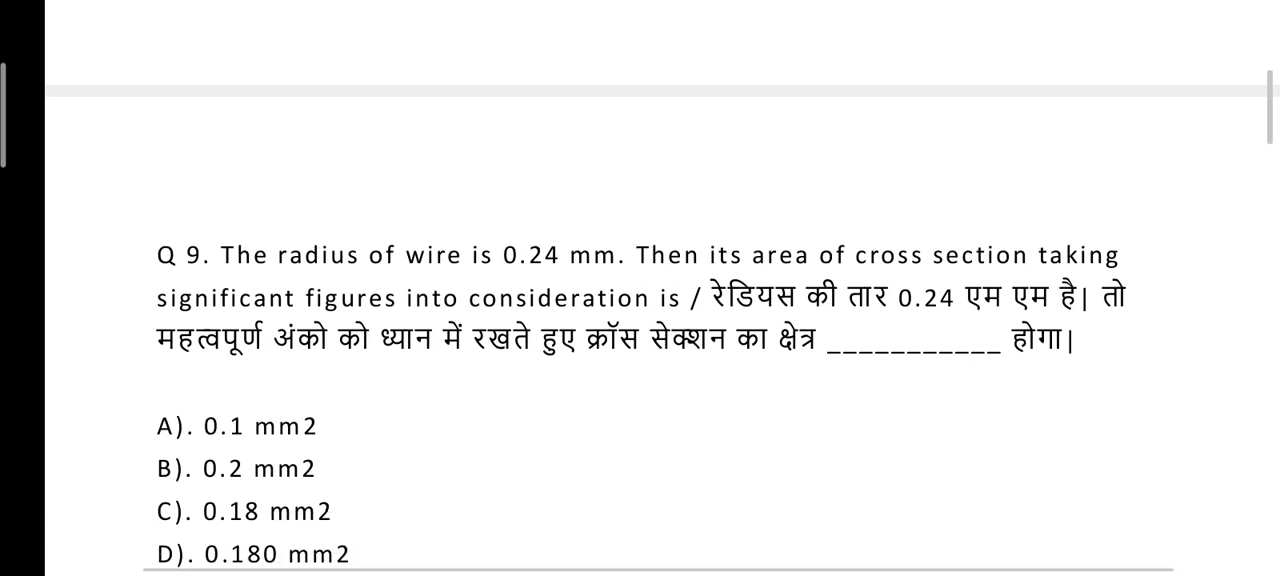 Q 9. The radius of wire is 0.24 mm. Then its area of cross section taking
significant figures into consideration is / रेडियस की तार 0.24 एम एम है| तो
महत्वपूर्ण अंको को ध्यान में रखते हुए क्रॉस सेक्शन का क्षेत्र ___________ होगा|
A). 0.1 mm2
B). 0.2 mm2
C). 0.18 mm2
D). 0.180 mm2